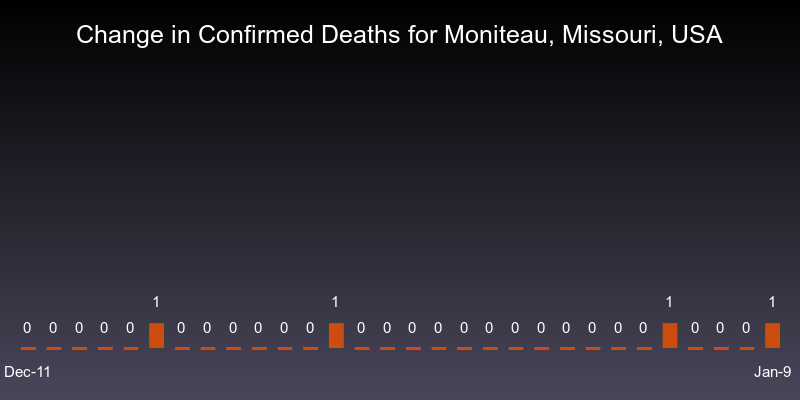 Change in Confirmed Deaths for Moniteau, Missouri, USA
1 1 1 1
0 0 0 0 0 0 0 0 0 0 0 0 0 0 0 0 0 0 0 0 0 0 0 0 0 0
Dec-11 Jan-9